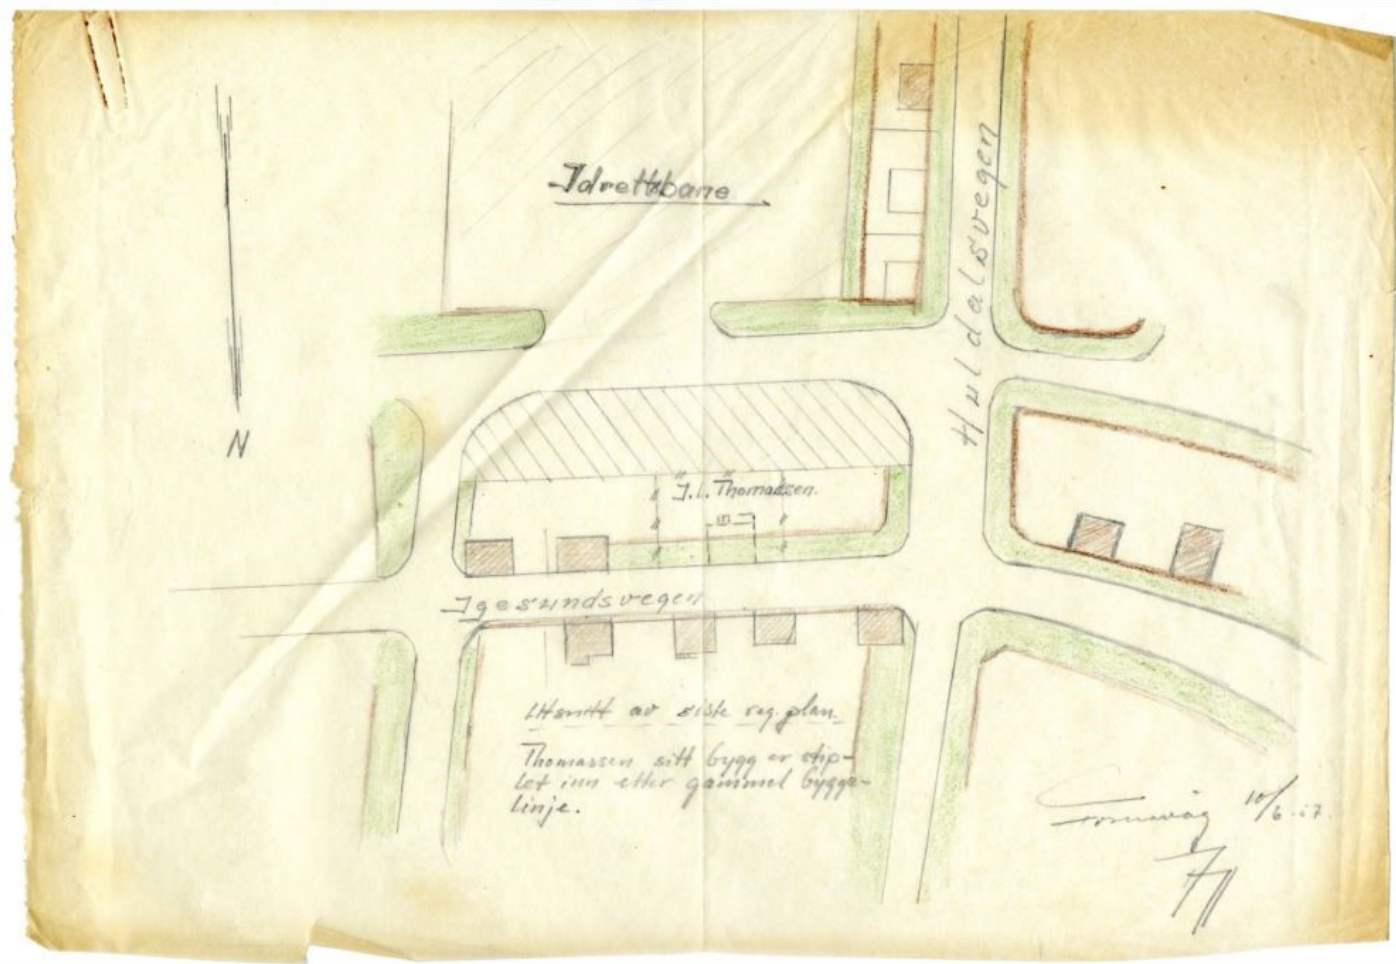 Idrettsbane
Huldalsvegen
N
J.L. Thomassen.
Igesundsvegen
Utsnitt av siste reg. plan.
Thomassen sitt bygg er stip-
let inn etter gammel bygge-
linje.
10/6-57.